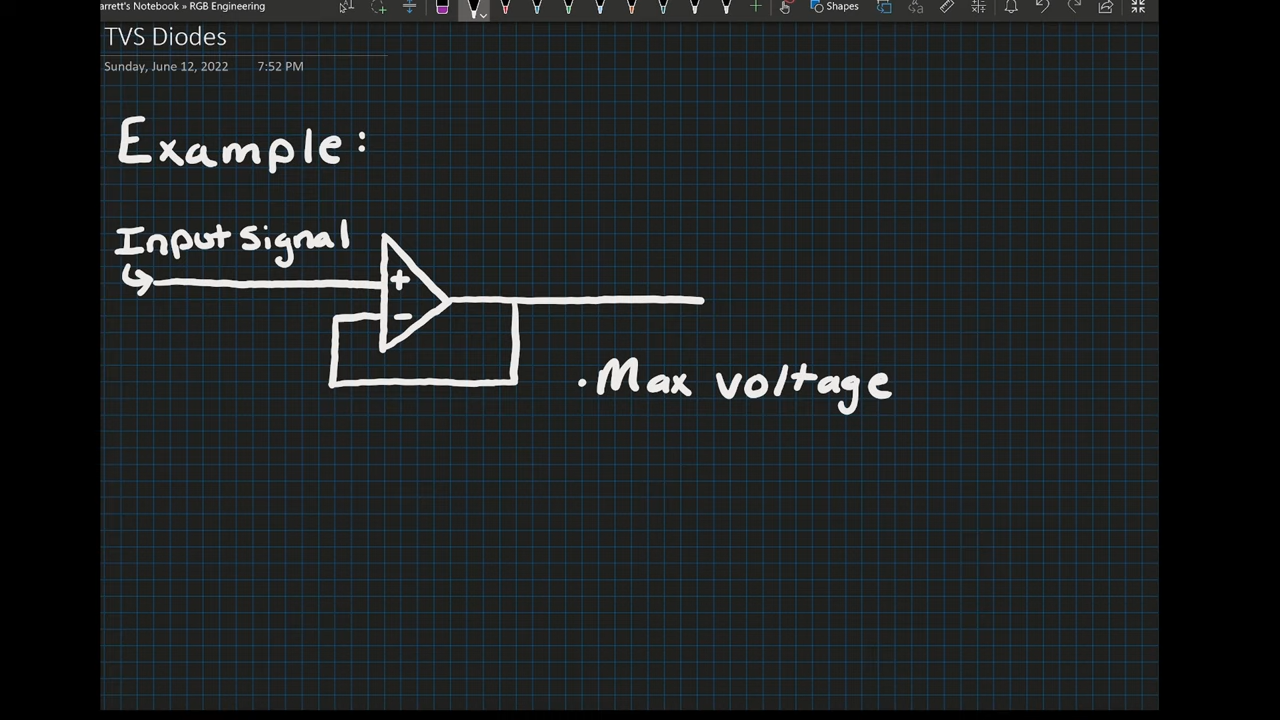 arrett's Notebook » RGB Engineering
Shapes
TVS Diodes
Sunday, June 12, 2022 7:52 PM
Example:
Input signal
+
-
· Max voltage